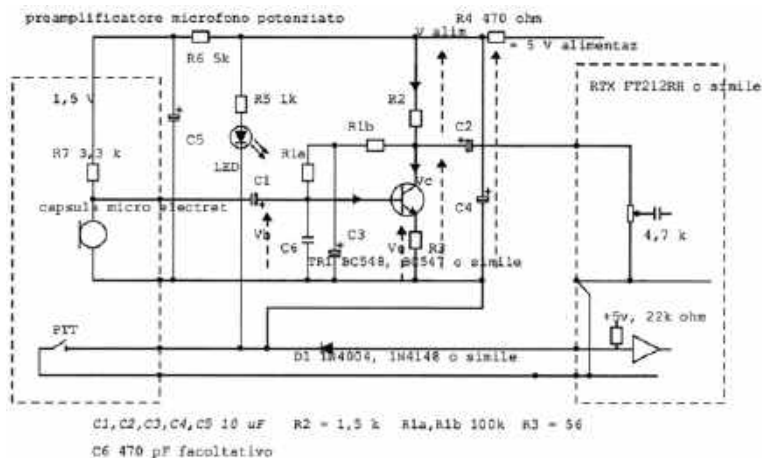 preamplificatore microfono potenziato
R4 470 ohm
V alim
= 5 V alimentaz
R6 5k
RTX FT212RH o simile
1,5 V
R5 1k
R2
C5
R1b
C2
R7 3,3 k
LED
R1a
C1
Vc
capsula micro electret
C4
4,7 k
Vb
C6
C3
Ve
R3
TR1 BC548, BC547 o simile
+5v, 22k ohm
PTT
D1 1N4004, 1N4148 o simile
C1,C2,C3,C4,C5 10 uF R2 = 1,5 k R1a,R1b 100k R3 = 56
C6 470 pF facoltativo